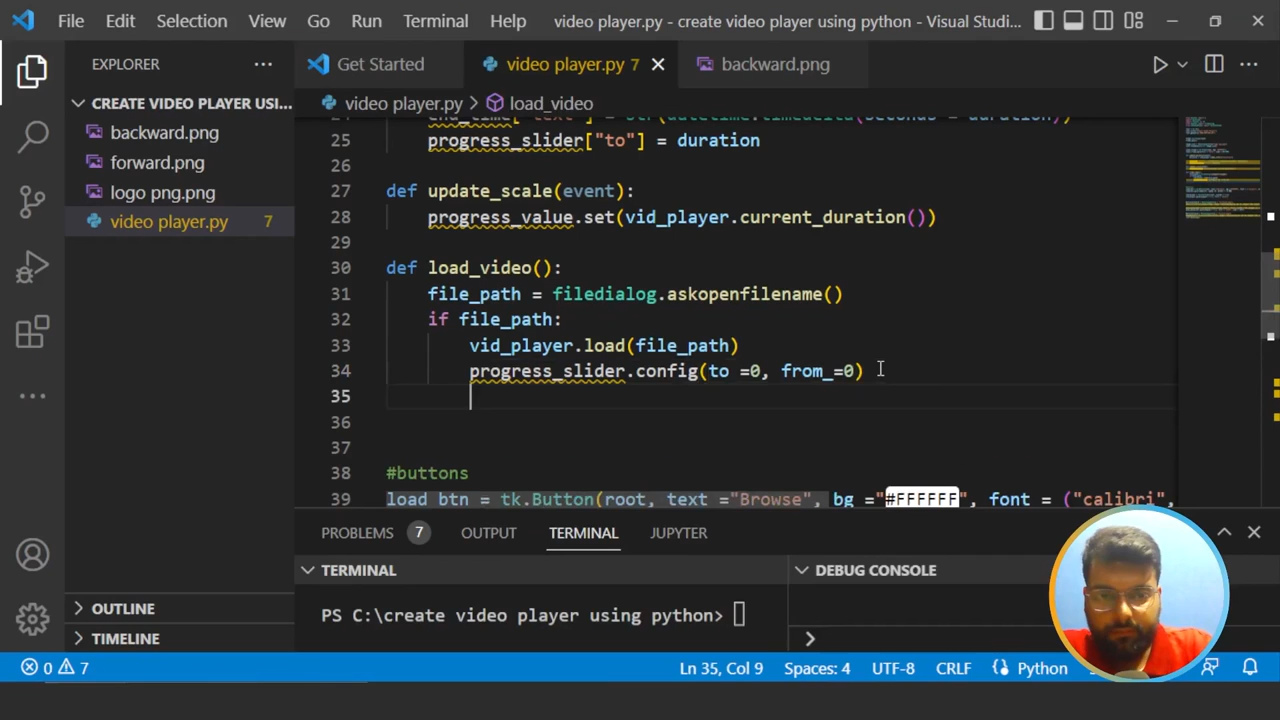 File Edit Selection View Go Run Terminal Help video player.py - create video player using python - Visual Studi...
EXPLORER
Get Started video player.py 7 backward.png
CREATE VIDEO PLAYER USI...
video player.py > load_video
backward.png
forward.png
logo png.png
video player.py 7
25 progress_slider["to"] = duration
26
27 def update_scale(event):
28 progress_value.set(vid_player.current_duration())
29
30 def load_video():
31 file_path = filedialog.askopenfilename()
32 if file_path:
33 vid_player.load(file_path)
34 progress_slider.config(to =0, from_=0)
35
36
37
38 #buttons
39 load_btn = tk.Button(root, text ="Browse", bg ="#FFFFFF", font = ("calibri",
PROBLEMS 7 OUTPUT TERMINAL JUPYTER
TERMINAL
DEBUG CONSOLE
PS C:\create video player using python>
OUTLINE
TIMELINE
0 7 Ln 35, Col 9 Spaces: 4 UTF-8 CRLF Python